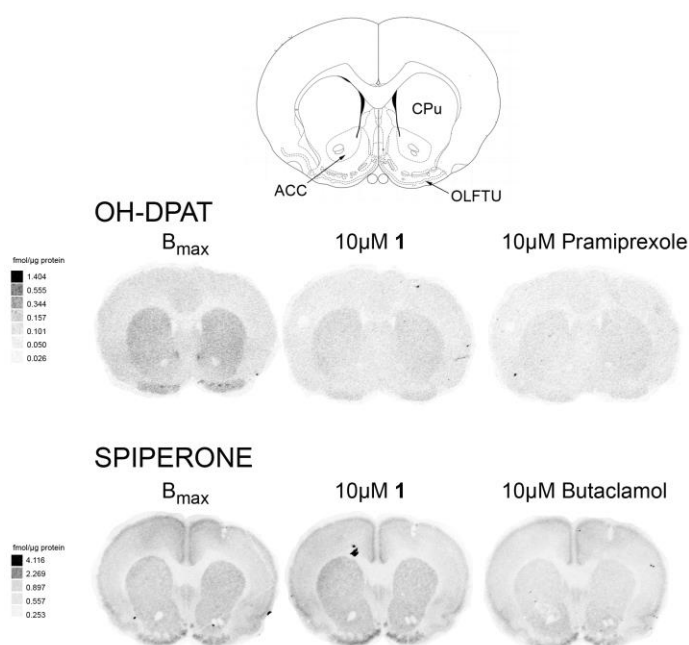 CPu
ACC
OLFTU
OH-DPAT
Bmax 10µM 1 10µM Pramiprexole
fmol/µg protein
1.404
0.555
0.344
0.157
0.101
0.050
0.026
SPIPERONE
Bmax 10µM 1 10µM Butaclamol
fmol/µg protein
4.116
2.269
0.897
0.557
0.253